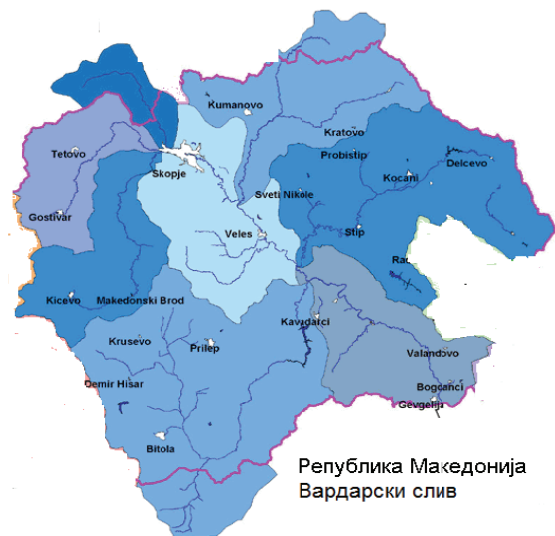 Kumanovo
Kratovo
Tetovo
Probistip
Delcevo
Skopje
Kocani
Sveti Nikole
Gostivar
Stip
Veles
Ra
Kicevo
Makedonski Brod
Kavadarci
Krusevo
Prilep
Valandovo
Demir Hisar
Bogdanci
Gevgelija
Bitola
Република Македонија
Вардарски слив